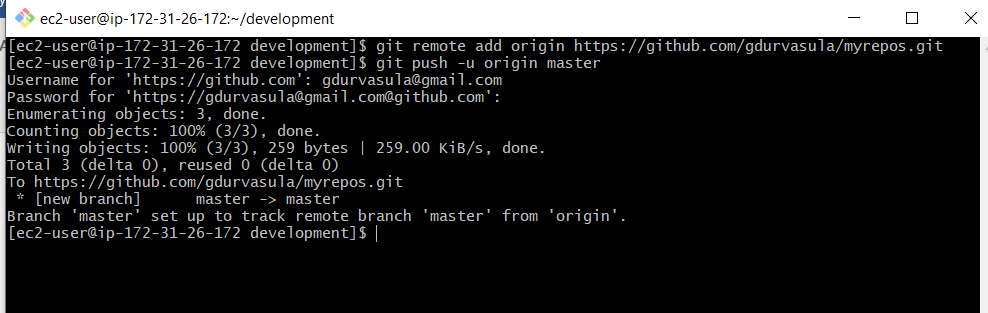 ec2-user@ip-172-31-26-172:~/development
[ec2-user@ip-172-31-26-172 development]$ git remote add origin https://github.com/gdurvasula/myrepos.git
[ec2-user@ip-172-31-26-172 development]$ git push -u origin master
Username for 'https://github.com': gdurvasula@gmail.com
Password for 'https://gdurvasula@gmail.com@github.com':
Enumerating objects: 3, done.
Counting objects: 100% (3/3), done.
Writing objects: 100% (3/3), 259 bytes | 259.00 KiB/s, done.
Total 3 (delta 0), reused 0 (delta 0)
To https://github.com/gdurvasula/myrepos.git
 * [new branch]      master -> master
Branch 'master' set up to track remote branch 'master' from 'origin'.
[ec2-user@ip-172-31-26-172 development]$